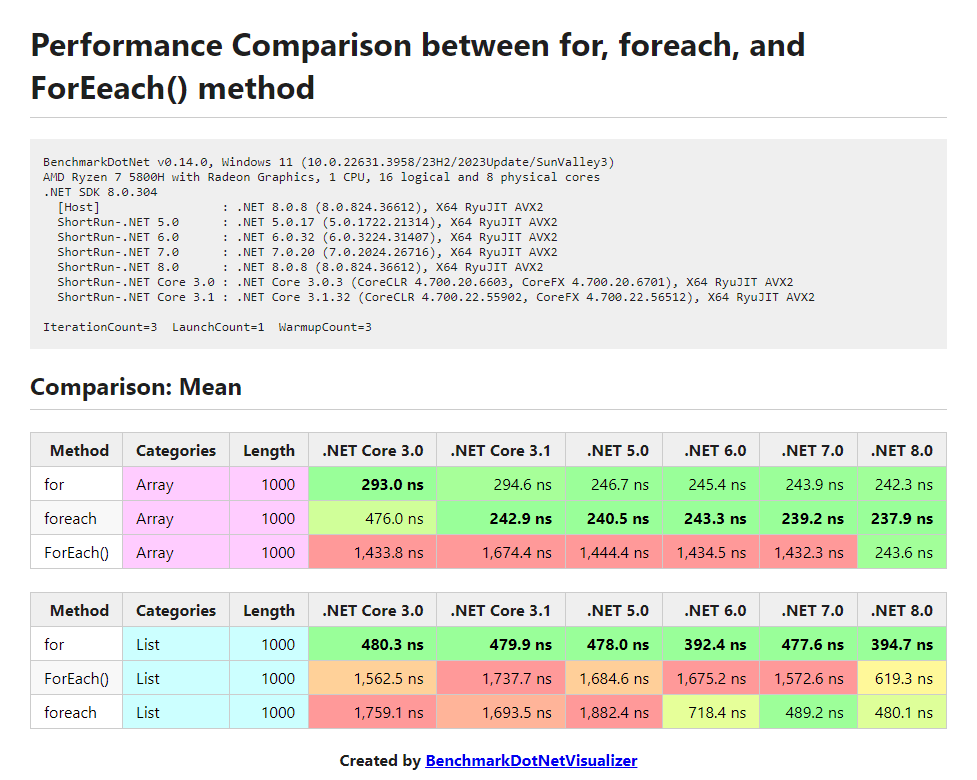 Performance Comparison between for, foreach, and
ForEeach() method
BenchmarkDotNet v0.14.0, Windows 11 (10.0.22631.3958/23H2/2023Update/SunValley3)
AMD Ryzen 7 5800H with Radeon Graphics, 1 CPU, 16 logical and 8 physical cores
.NET SDK 8.0.304
[Host] : .NET 8.0.8 (8.0.824.36612), X64 RyuJIT AVX2
ShortRun-.NET 5.0 : .NET 5.0.17 (5.0.1722.21314), X64 RyuJIT AVX2
ShortRun-.NET 6.0 : .NET 6.0.32 (6.0.3224.31407), X64 RyuJIT AVX2
ShortRun-.NET 7.0 : .NET 7.0.20 (7.0.2024.26716), X64 RyuJIT AVX2
ShortRun-.NET 8.0 : .NET 8.0.8 (8.0.824.36612), X64 RyuJIT AVX2
ShortRun-.NET Core 3.0 : .NET Core 3.0.3 (CoreCLR 4.700.20.6603, CoreFX 4.700.20.6701), X64 RyuJIT AVX2
ShortRun-.NET Core 3.1 : .NET Core 3.1.32 (CoreCLR 4.700.22.55902, CoreFX 4.700.22.56512), X64 RyuJIT AVX2
IterationCount=3 LaunchCount=1 WarmupCount=3
Comparison: Mean
Method Categories Length .NET Core 3.0 .NET Core 3.1 .NET 5.0 .NET 6.0 .NET 7.0 .NET 8.0
for Array 1000 293.0 ns 294.6 ns 246.7 ns 245.4 ns 243.9 ns 242.3 ns
foreach Array 1000 476.0 ns 242.9 ns 240.5 ns 243.3 ns 239.2 ns 237.9 ns
ForEach() Array 1000 1,433.8 ns 1,674.4 ns 1,444.4 ns 1,434.5 ns 1,432.3 ns 243.6 ns
Method Categories Length .NET Core 3.0 .NET Core 3.1 .NET 5.0 .NET 6.0 .NET 7.0 .NET 8.0
for List 1000 480.3 ns 479.9 ns 478.0 ns 392.4 ns 477.6 ns 394.7 ns
ForEach() List 1000 1,562.5 ns 1,737.7 ns 1,684.6 ns 1,675.2 ns 1,572.6 ns 619.3 ns
foreach List 1000 1,759.1 ns 1,693.5 ns 1,882.4 ns 718.4 ns 489.2 ns 480.1 ns
Created by BenchmarkDotNetVisualizer